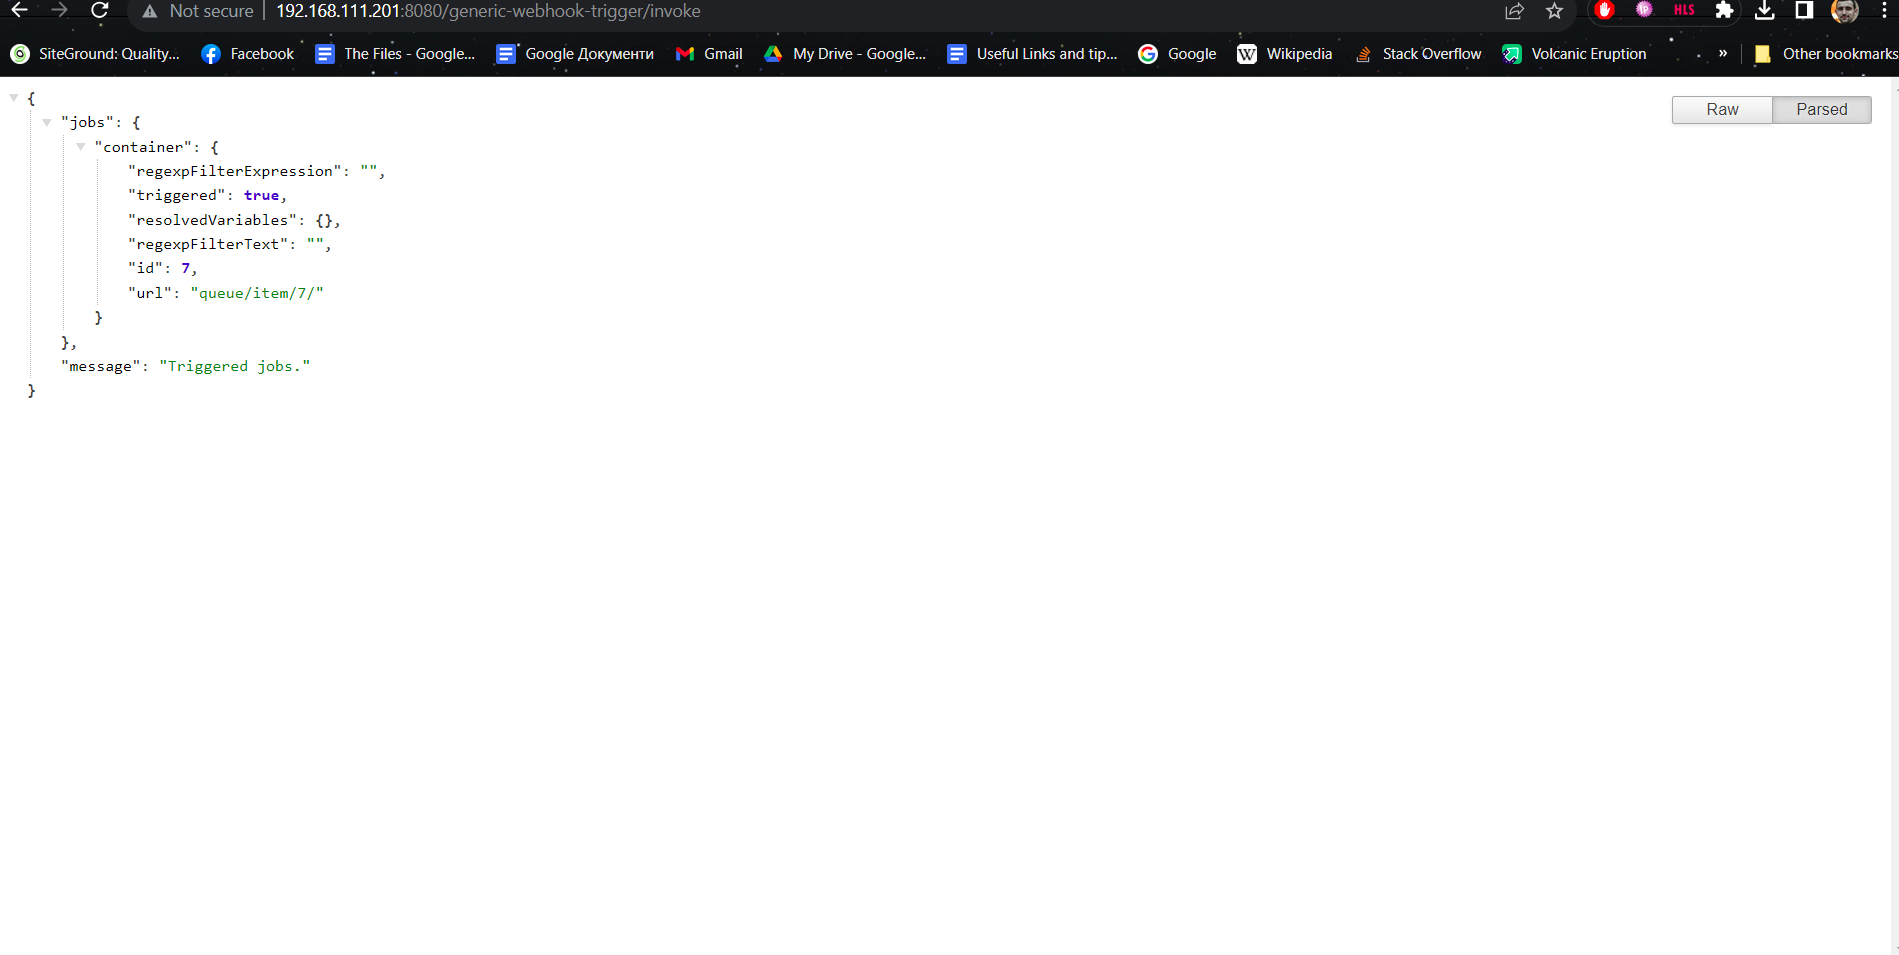 Not secure 192.168.111.201:8080/generic-webhook-trigger/invoke HLS
SiteGround: Quality... Facebook The Files - Google... Google Документи Gmail My Drive - Google... Useful Links and tip... Google Wikipedia Stack Overflow Volcanic Eruption » Other bookmarks
Raw Parsed
{
"jobs": {
"container": {
"regexpFilterExpression": "",
"triggered": true,
"resolvedVariables": {},
"regexpFilterText": "",
"id": 7,
"url": "queue/item/7/"
}
},
"message": "Triggered jobs."
}